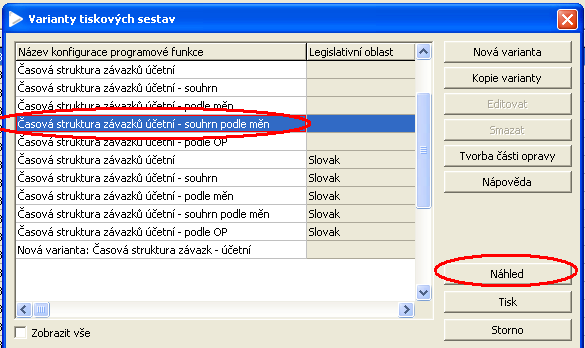 Varianty tiskových sestav
Název konfigurace programové funkce Legislativní oblast
Časová struktura závazků účetní
Časová struktura závazků účetní - souhrn
Časová struktura závazků účetní - podle měn
Časová struktura závazků účetní - souhrn podle měn
Časová struktura závazků účetní - podle OP
Časová struktura závazků účetní Slovak
Časová struktura závazků účetní - souhrn Slovak
Časová struktura závazků účetní - podle měn Slovak
Časová struktura závazků účetní - souhrn podle měn Slovak
Časová struktura závazků účetní - podle OP Slovak
Nová varianta: Časová struktura závazk - účetní
Zobrazit vše
Nová varianta
Kopie varianty
Editovat
Smazat
Tvorba části opravy
Nápověda
Náhled
Tisk
Storno